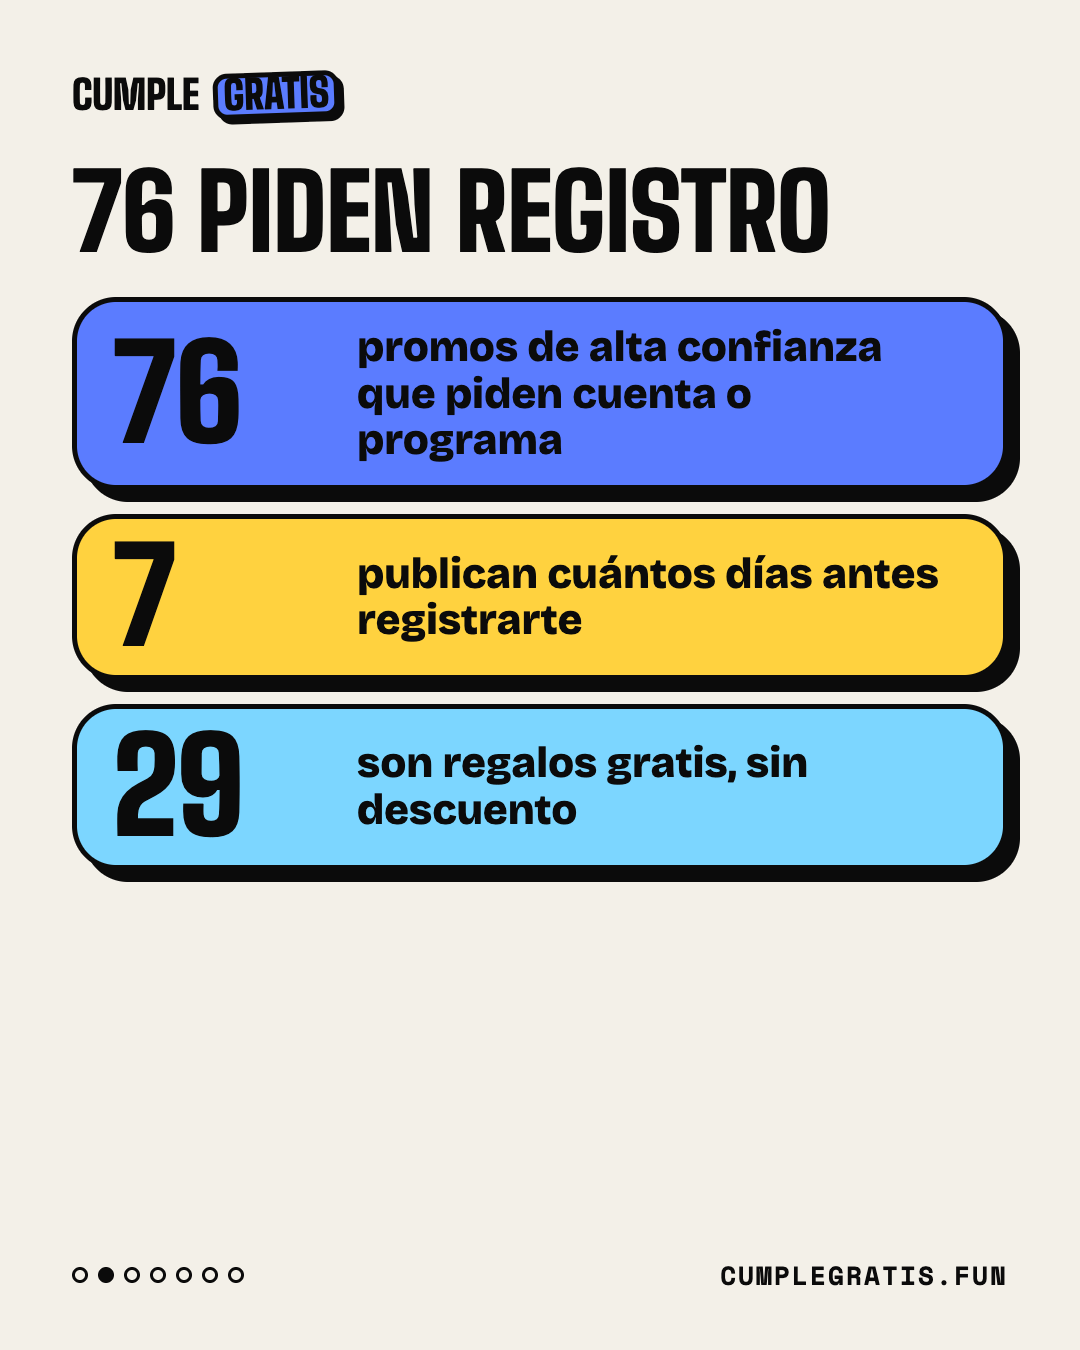 CUMPLE GRATIS
76 PIDEN REGISTRO
76
promos de alta confianza
que piden cuenta o
programa
7
publican cuántos días antes
registrarte
29
son regalos gratis, sin
descuento
CUMPLEGRATIS.FUN